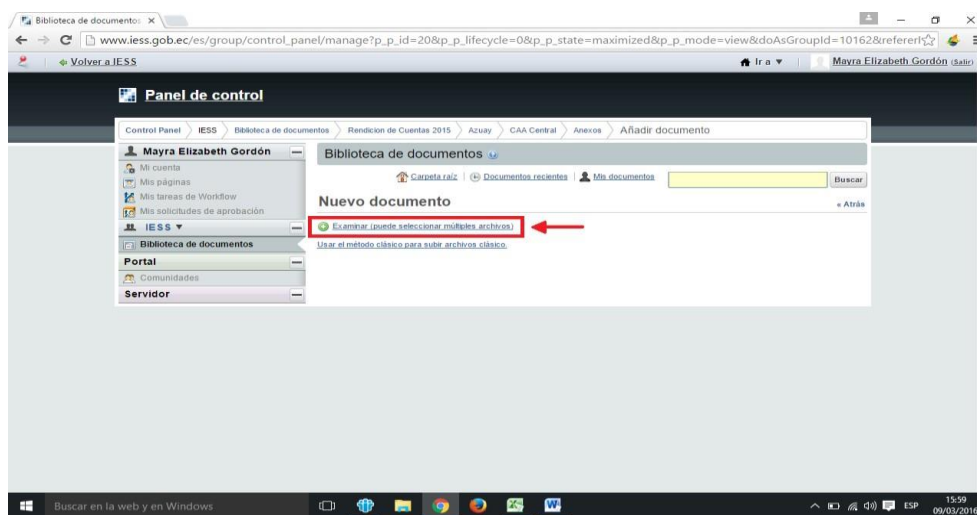 Biblioteca de documentos
www.iess.gob.ec/es/group/control_panel/manage?p_p_id=20&p_p_lifecycle=0&p_p_state=maximized&p_p_mode=view&doAsGroupId=10162&refererl
Volver a IESS
Ir a ▼
Mayra Elizabeth Gordón (Salir)
Panel de control
Control Panel IESS Biblioteca de documentos Rendicion de Cuentas 2015 Azuay CAA Central Anexos Añadir documento
Mayra Elizabeth Gordón
Mi cuenta
Mis páginas
Mis tareas de Workflow
Mis solicitudes de aprobación
IESS ▼
Biblioteca de documentos
Portal
Comunidades
Servidor
Biblioteca de documentos
Carpeta raíz | Documentos recientes | Mis documentos
Buscar
Nuevo documento
« Atrás
Examinar (puede seleccionar múltiples archivos)
Usar el método clásico para subir archivos clásico.
Buscar en la web y en Windows
ESP
15:59
09/03/2016